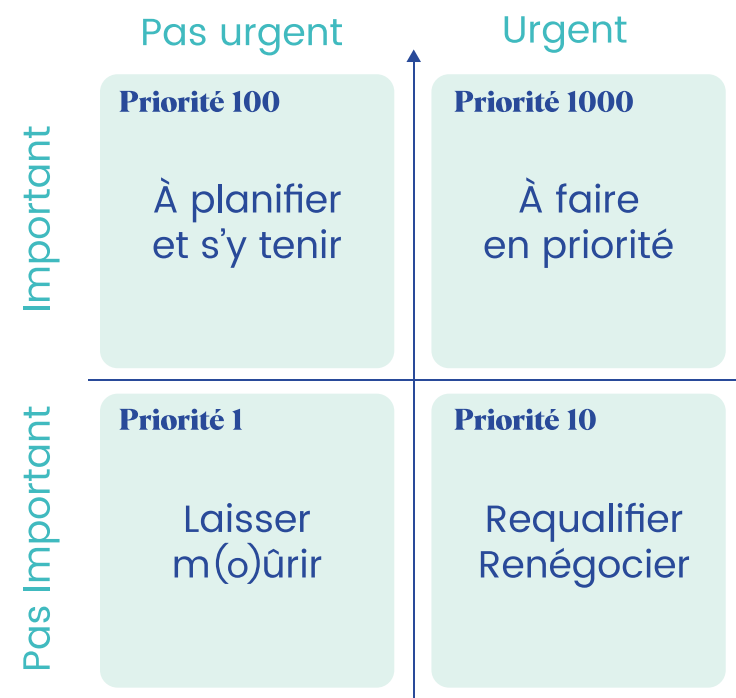 Pas urgent
Urgent
Important
Priorité 100
À planifier
et s'y tenir
Priorité 1000
À faire
en priorité
Pas Important
Priorité 1
Laisser
m(o)ûrir
Priorité 10
Requalifier
Renégocier